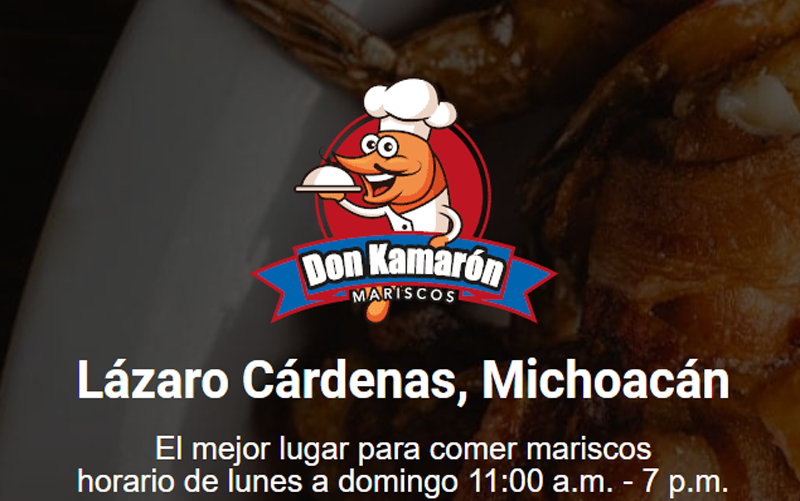 Don Kamarón
MARISCOS
Lázaro Cárdenas, Michoacán
El mejor lugar para comer mariscos
horario de lunes a domingo 11:00 a.m. - 7 p.m.